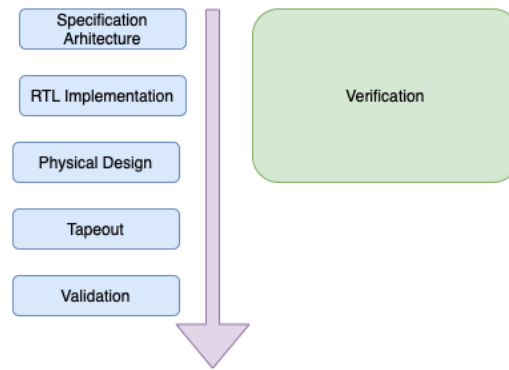 Specification
Arhitecture
RTL Implementation
Verification
Physical Design
Tapeout
Validation